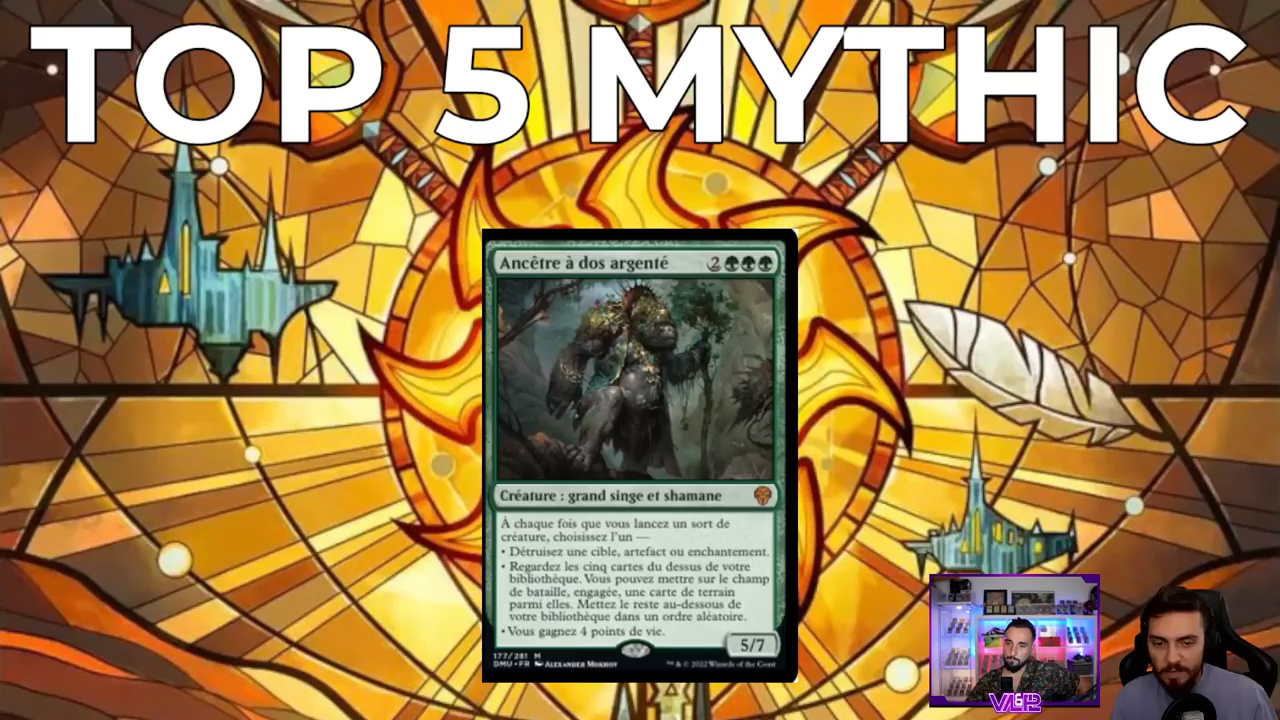 TOP 5 MYTHIC
Ancêtre à dos argenté 2
Créature : grand singe et shamane
À chaque fois que vous lancez un sort de
créature, choisissez l'un —
• Détruisez une cible, artefact ou enchantement.
• Regardez les cinq cartes du dessus de votre
bibliothèque. Vous pouvez mettre sur le champ
de bataille, engagée, une carte de terrain
parmi elles. Mettez le reste au-dessous de
votre bibliothèque dans un ordre aléatoire.
• Vous gagnez 4 points de vie.
5/7
177/281 M
DMU • FR Alexander Mokhov
™ & © 2022 Wizards of the Coast